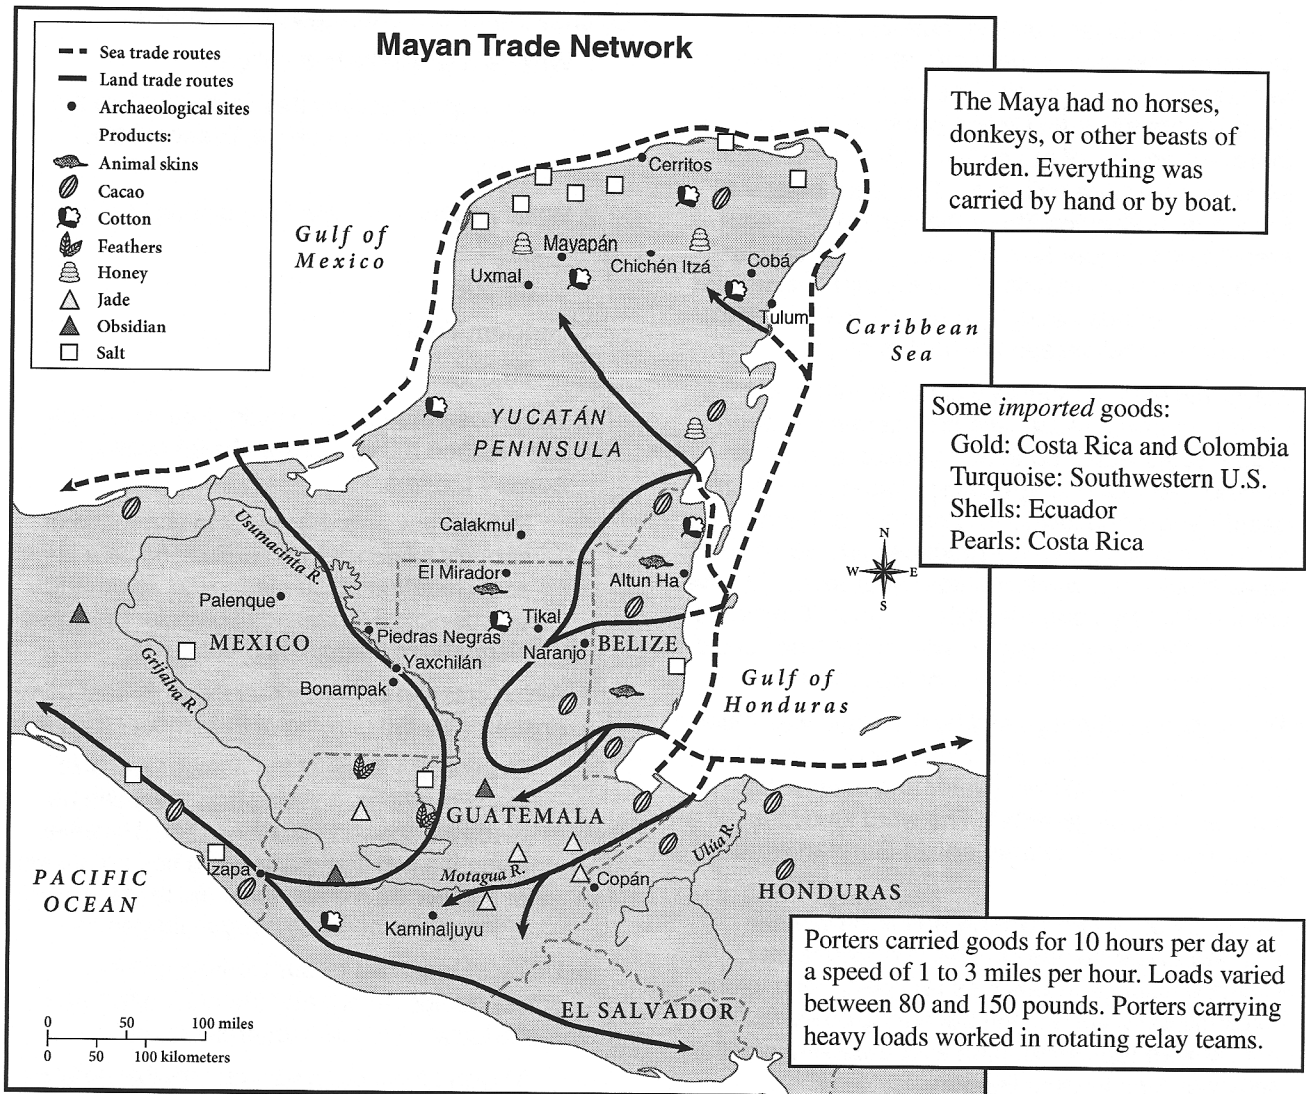 Mayan Trade Network
Sea trade routes
Land trade routes
Archaeological sites
Products:
Animal skins
Cacao
Cotton
Feathers
Honey
Jade
Obsidian
Salt
The Maya had no horses,
donkeys, or other beasts of
burden. Everything was
carried by hand or by boat.
Gulf of
Mexico
Cerritos
Mayapán
Chichén Itzá
Cobá
Uxmal
Tulum
Caribbean
Sea
Some imported goods:
Gold: Costa Rica and Colombia
Turquoise: Southwestern U.S.
Shells: Ecuador
Pearls: Costa Rica
YUCATÁN
PENINSULA
Usumacinta R.
Calakmul
El Mirador
Altun Ha
N
W
E
S
Palenque
Tikal
MEXICO
Piedras Negras
Naranjo
BELIZE
Yaxchilán
Bonampak
Grijalva R.
Gulf of
Honduras
GUATEMALA
Ulúa R.
Izapa
Motagua R.
Copán
HONDURAS
PACIFIC
OCEAN
Kaminaljuyu
EL SALVADOR
Porters carried goods for 10 hours per day at
a speed of 1 to 3 miles per hour. Loads varied
between 80 and 150 pounds. Porters carrying
heavy loads worked in rotating relay teams.
0 50 100 miles
0 50 100 kilometers